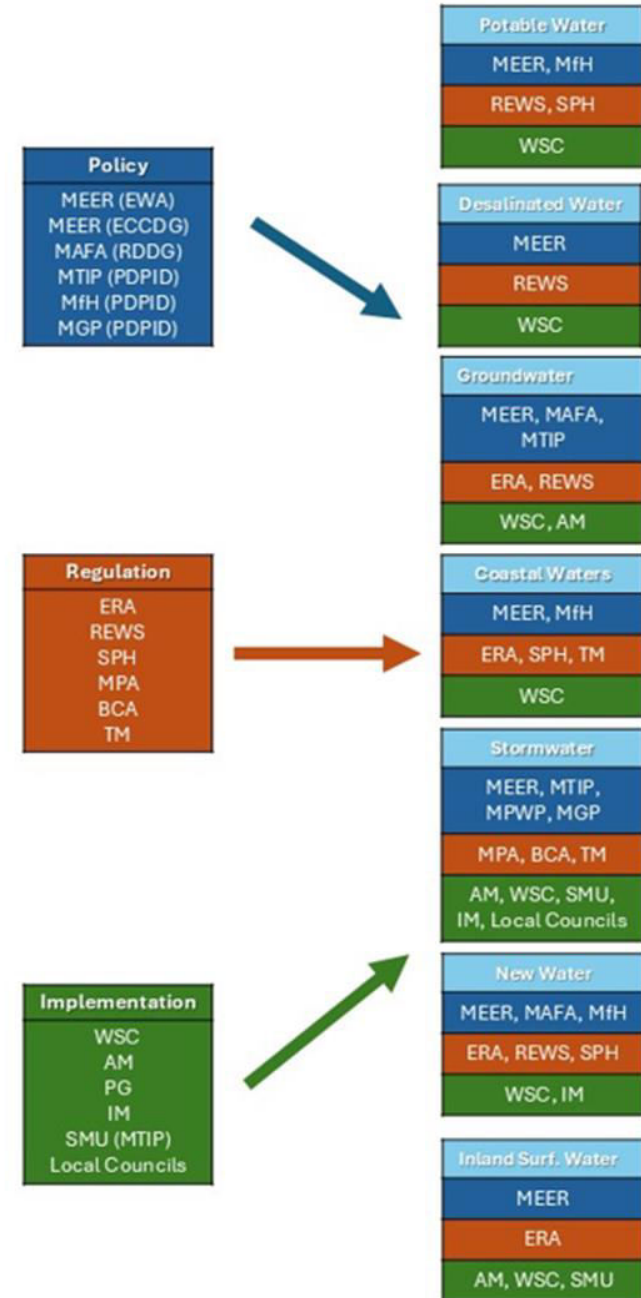 Policy
MEER (EWA)
MEER (ECCDG)
MAFA (RDDG)
MTIP (PDPID)
MfH (PDPID)
MGP (PDPID)
Regulation
ERA
REWS
SPH
MPA
BCA
TM
Implementation
WSC
AM
PG
IM
SMU (MTIP)
Local Councils
Potable Water
MEER, MfH
REWS, SPH
WSC
Desalinated Water
MEER
REWS
WSC
Groundwater
MEER, MAFA,
MTIP
ERA, REWS
WSC, AM
Coastal Waters
MEER, MfH
ERA, SPH, TM
WSC
Stormwater
MEER, MTIP,
MPWP, MGP
MPA, BCA, TM
AM, WSC, SMU,
IM, Local Councils
New Water
MEER, MAFA, MfH
ERA, REWS, SPH
WSC, IM
Inland Surf. Water
MEER
ERA
AM, WSC, SMU